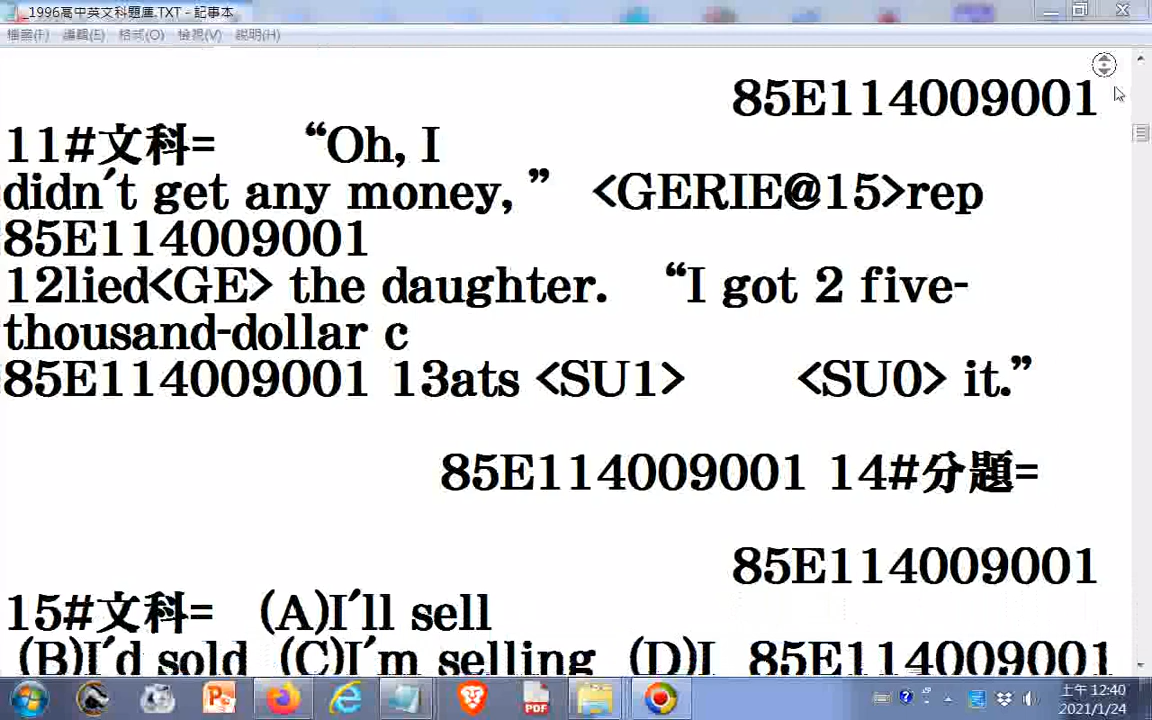 _1996高中英文科題庫.TXT - 記事本
檔案(F) 編輯(E) 格式(O) 檢視(V) 說明(H)
85E114009001
11#文科= “Oh, I
didn´t get any money, ” <GERIE@15>rep
85E114009001
12lied<GE> the daughter. “I got 2 five-
thousand-dollar c
85E114009001 13ats <SU1> <SU0> it.”
85E114009001 14#分題=
85E114009001
15#文科= (A)I´ll sell
(B)I´d sold (C)I´m selling (D)I 85E114009001
PDF
上午 12:40
2021/1/24